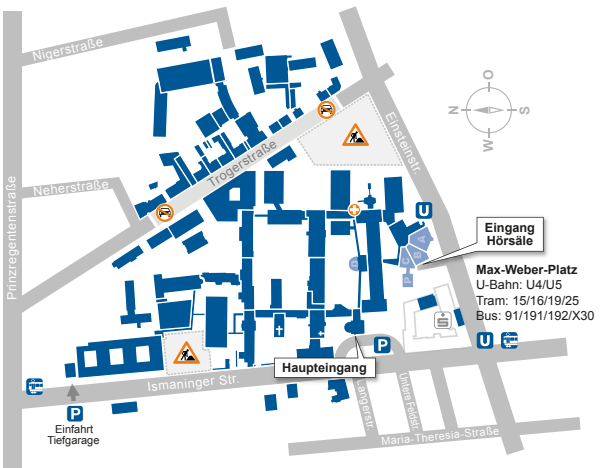 Nigerstraße
Einsteinstr.
O
N
S
W
Trogerstraße
Neherstraße
Prinzregentenstraße
U
Eingang
Hörsäle
A
B
C
D
P
Max-Weber-Platz
U-Bahn: U4/U5
Tram: 15/16/19/25
Bus: 91/191/192/X30
S
P
U
Haupteingang
Ismaninger Str.
P
Einfahrt
Tiefgarage
Langerstr.
Untere Feldstr.
Maria-Theresia-Straße